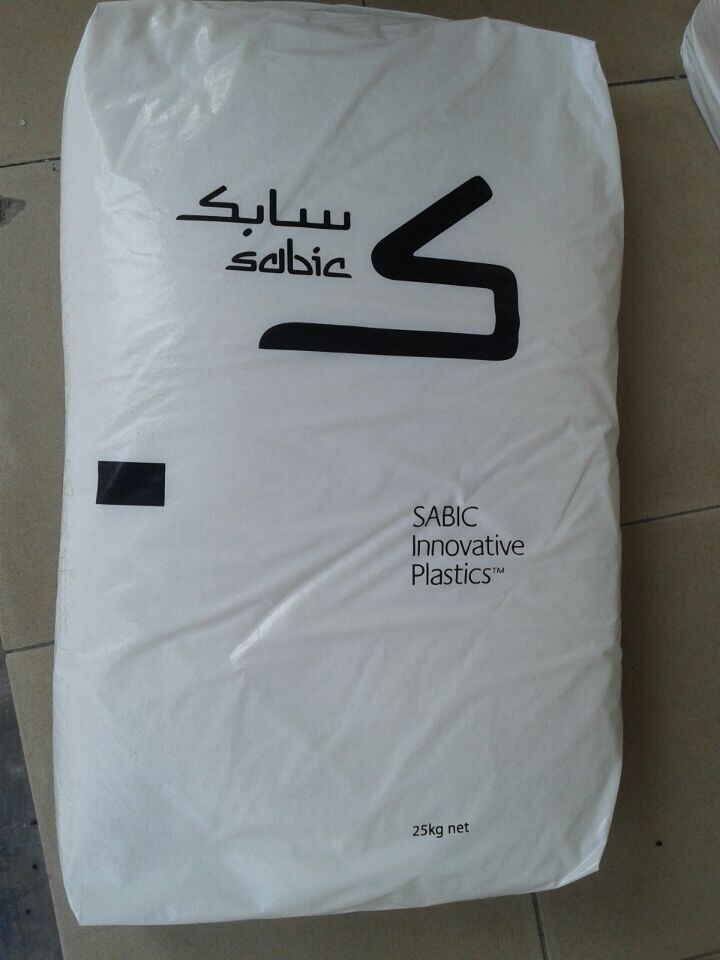 سابك
sabic
SABIC
Innovative
Plastics™
25kg net